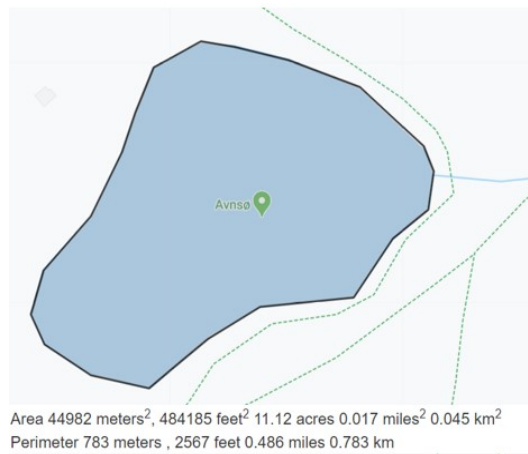 Avnsø
Area 44982 meters², 484185 feet² 11.12 acres 0.017 miles² 0.045 km²
Perimeter 783 meters , 2567 feet 0.486 miles 0.783 km